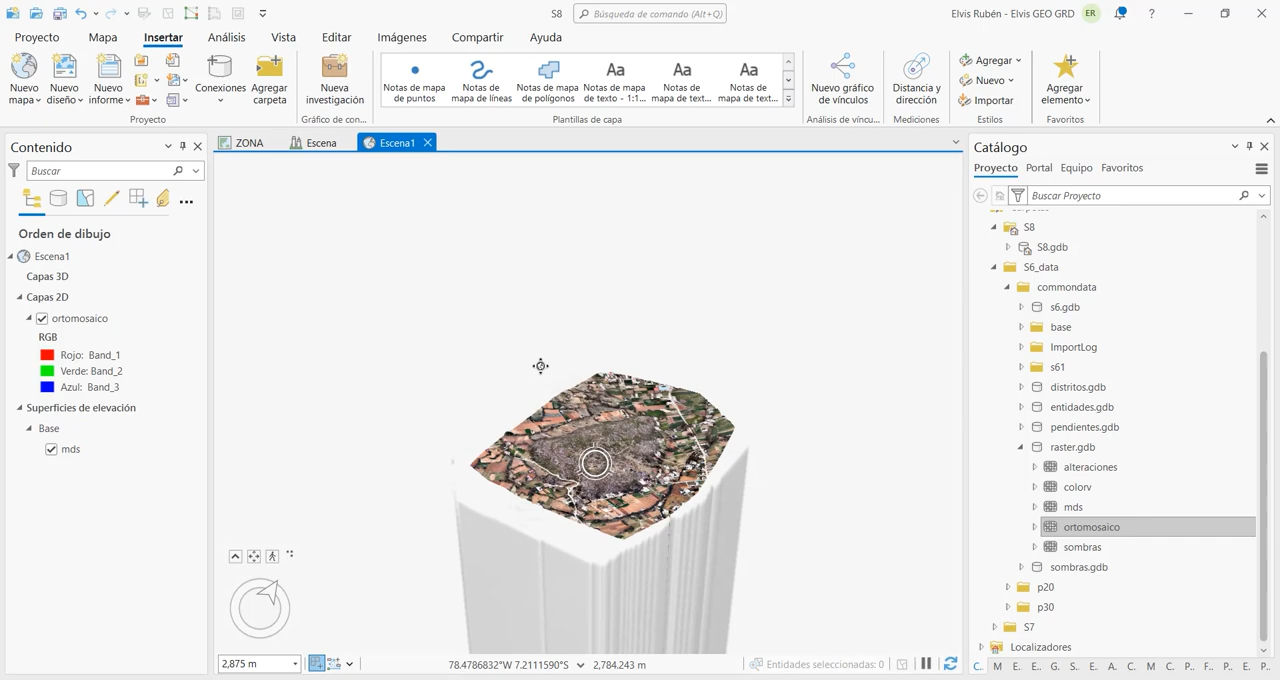 S8
Búsqueda de comando (Alt+Q)
Elvis Rubén - Elvis GEO GRD
ER
?
Proyecto
Mapa
Insertar
Análisis
Vista
Editar
Imágenes
Compartir
Ayuda
Nuevo mapa
Nuevo diseño
Nuevo informe
Conexiones
Agregar carpeta
Nueva investigación
Notas de mapa de puntos
Notas de mapa de líneas
Notas de mapa de polígonos
Aa
Notas de mapa de texto - 1:1...
Aa
Notas de mapa de text...
Aa
Notas de mapa de text...
Nuevo gráfico de vínculos
Distancia y dirección
Agregar
Nuevo
Importar
Agregar elemento
Proyecto
Gráfico de con...
Plantillas de capa
Análisis de víncu...
Mediciones
Estilos
Favoritos
Contenido
Buscar
Orden de dibujo
Escena1
Capas 3D
Capas 2D
ortomosaico
RGB
Rojo: Band_1
Verde: Band_2
Azul: Band_3
Superficies de elevación
Base
mds
ZONA
Escena
Escena1
2,875 m
78.4786832°W 7.2111590°S
2,784.243 m
Entidades seleccionadas: 0
Catálogo
Proyecto
Portal
Equipo
Favoritos
Buscar Proyecto
S8
S8.gdb
S6_data
commondata
s6.gdb
base
ImportLog
s61
distritos.gdb
entidades.gdb
pendientes.gdb
raster.gdb
alteraciones
colorv
mds
ortomosaico
sombras
sombras.gdb
p20
p30
S7
Localizadores
C.. M E.. E.. G.. S.. E.. A.. C.. M C.. P.. F.. P.. E.. P..